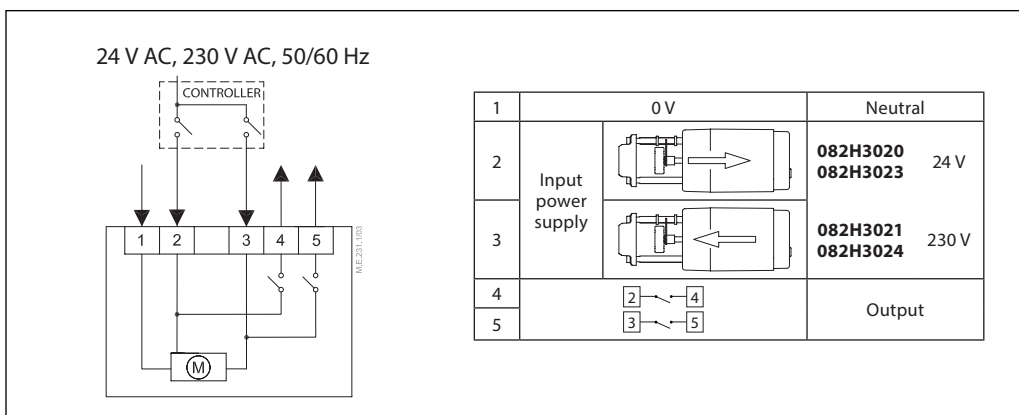 24 V AC, 230 V AC, 50/60 Hz
CONTROLLER
1 2 3 4 5
M
M.E.231.1/03
1 0 V Neutral
2
3
Input
power
supply
082H3020
082H3023
24 V
082H3021
082H3024
230 V
4 2 4
5 3 5
Output